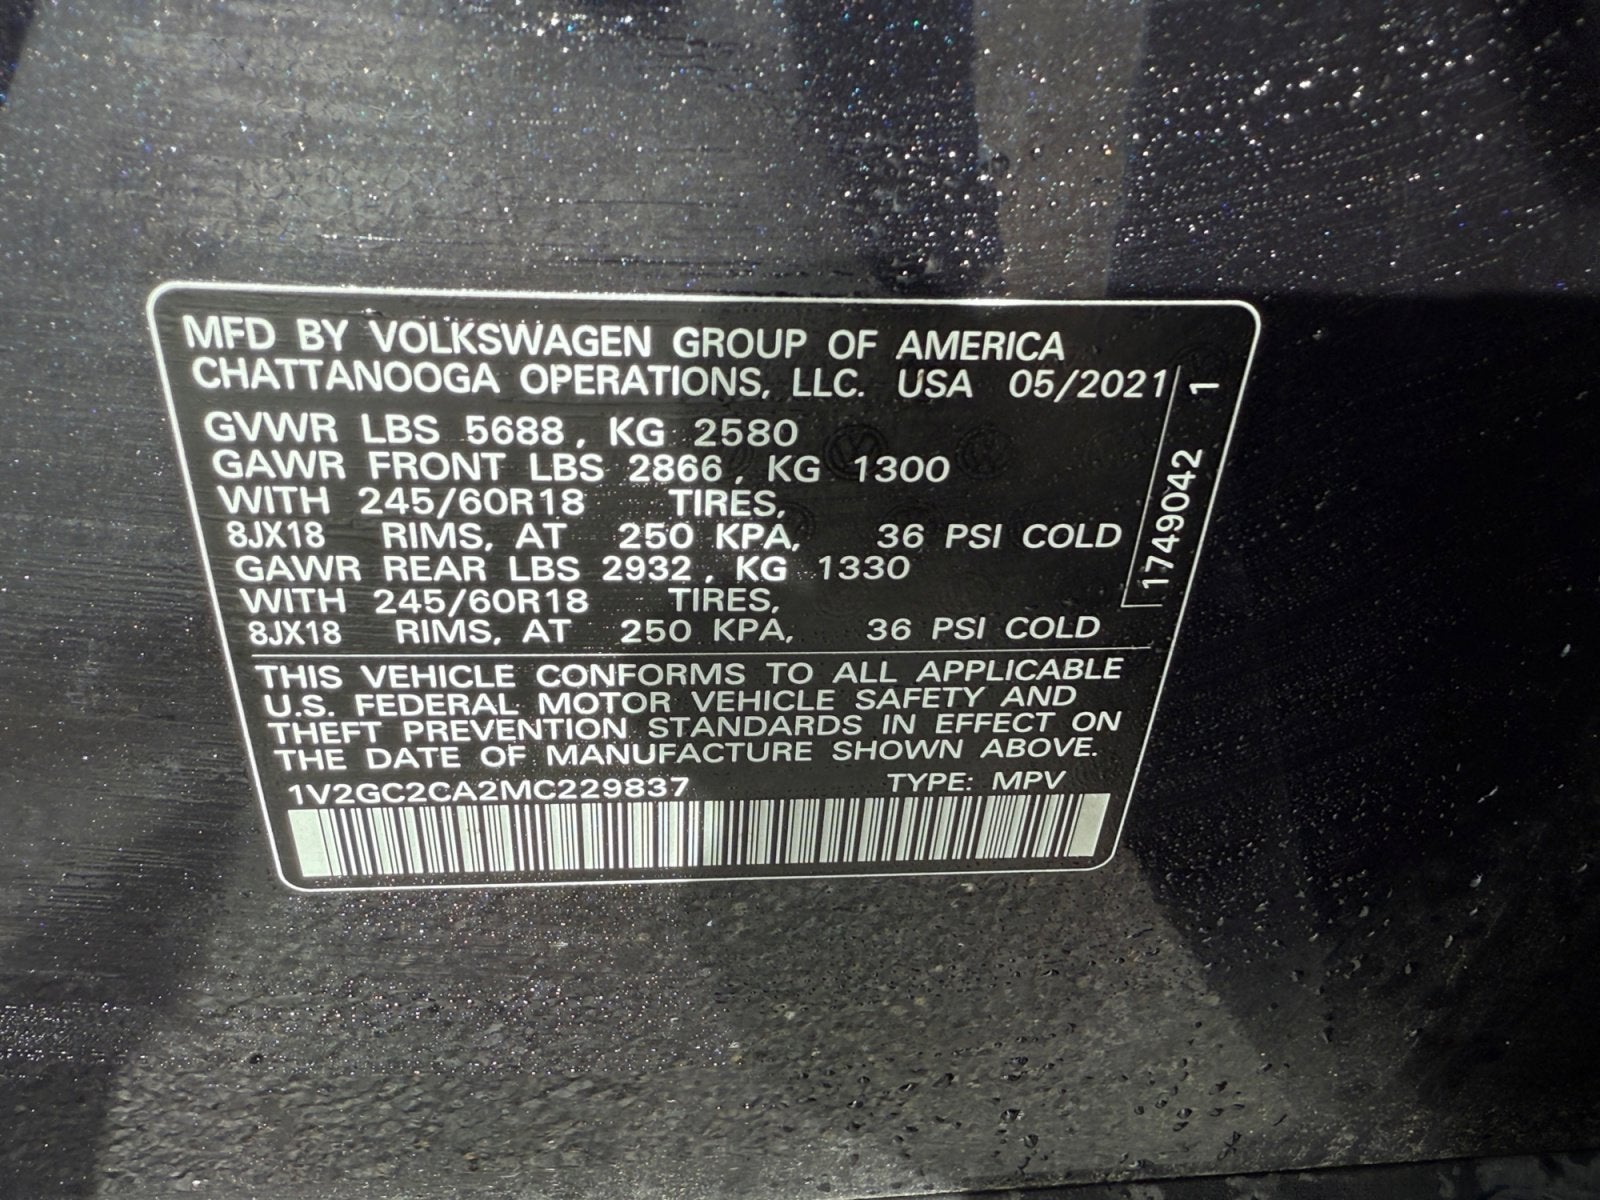 MFD BY VOLKSWAGEN GROUP OF AMERICA
CHATTANOOGA OPERATIONS, LLC. USA 05/2021
GVWR LBS 5688, KG 2580
GAWR FRONT LBS 2866, KG 1300
WITH 245/60R18 TIRES,
8JX18 RIMS, AT 250 KPA, 36 PSI COLD
GAWR REAR LBS 2932, KG 1330
WITH 245/60R18 TIRES,
8JX18 RIMS, AT 250 KPA, 36 PSI COLD
1749042 1
THIS VEHICLE CONFORMS TO ALL APPLICABLE
U.S. FEDERAL MOTOR VEHICLE SAFETY AND
THEFT PREVENTION STANDARDS IN EFFECT ON
THE DATE OF MANUFACTURE SHOWN ABOVE.
1V2GC2CA2MC229837 TYPE: MPV